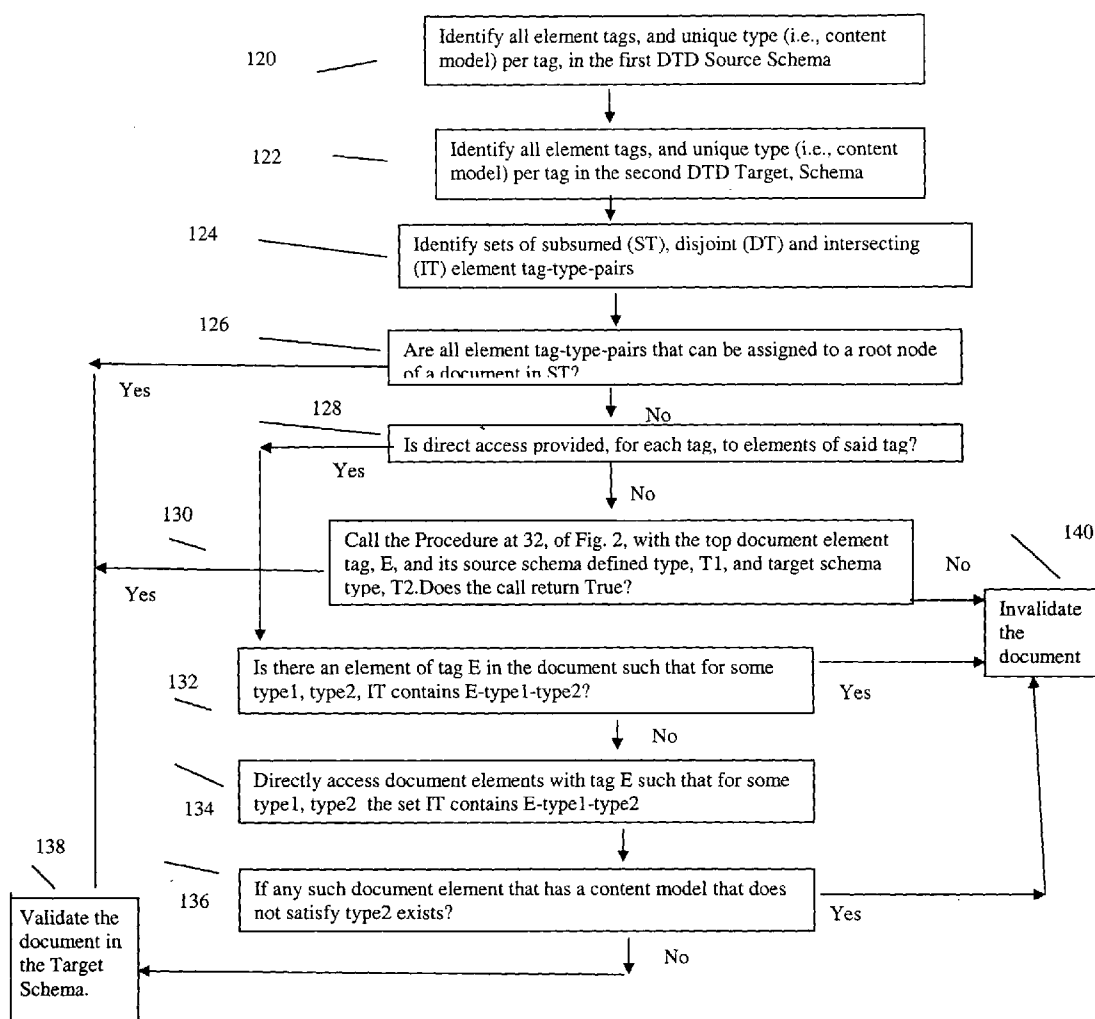 120
Identify all element tags, and unique type (i.e., content
model) per tag, in the first DTD Source Schema
122
Identify all element tags, and unique type (i.e., content
model) per tag in the second DTD Target, Schema
124
Identify sets of subsumed (ST), disjoint (DT) and intersecting
(IT) element tag-type-pairs
126
Are all element tag-type-pairs that can be assigned to a root node
of a document in ST?
Yes
No
128
Is direct access provided, for each tag, to elements of said tag?
Yes
No
130
Call the Procedure at 32, of Fig. 2, with the top document element
tag, E, and its source schema defined type, T1, and target schema
type, T2.Does the call return True?
Yes
No
140
Invalidate
the
document
132
Is there an element of tag E in the document such that for some
type1, type2, IT contains E-type1-type2?
Yes
No
134
Directly access document elements with tag E such that for some
type1, type2 the set IT contains E-type1-type2
136
If any such document element that has a content model that does
not satisfy type2 exists?
Yes
No
138
Validate the
document in
the Target
Schema.